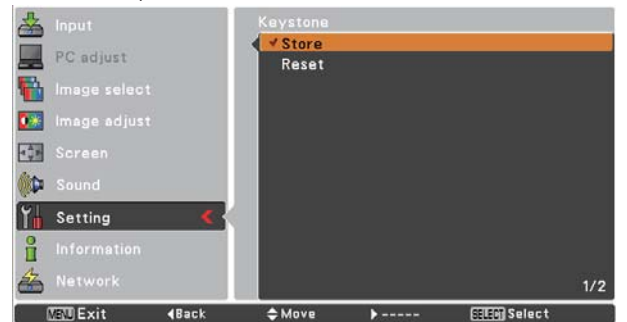 Input
PC adjust
Image select
Image adjust
Screen
Sound
Setting
Information
Network
Keystone
Store
Reset
1/2
MENU Exit ◀Back Move ▶----- SELECT Select